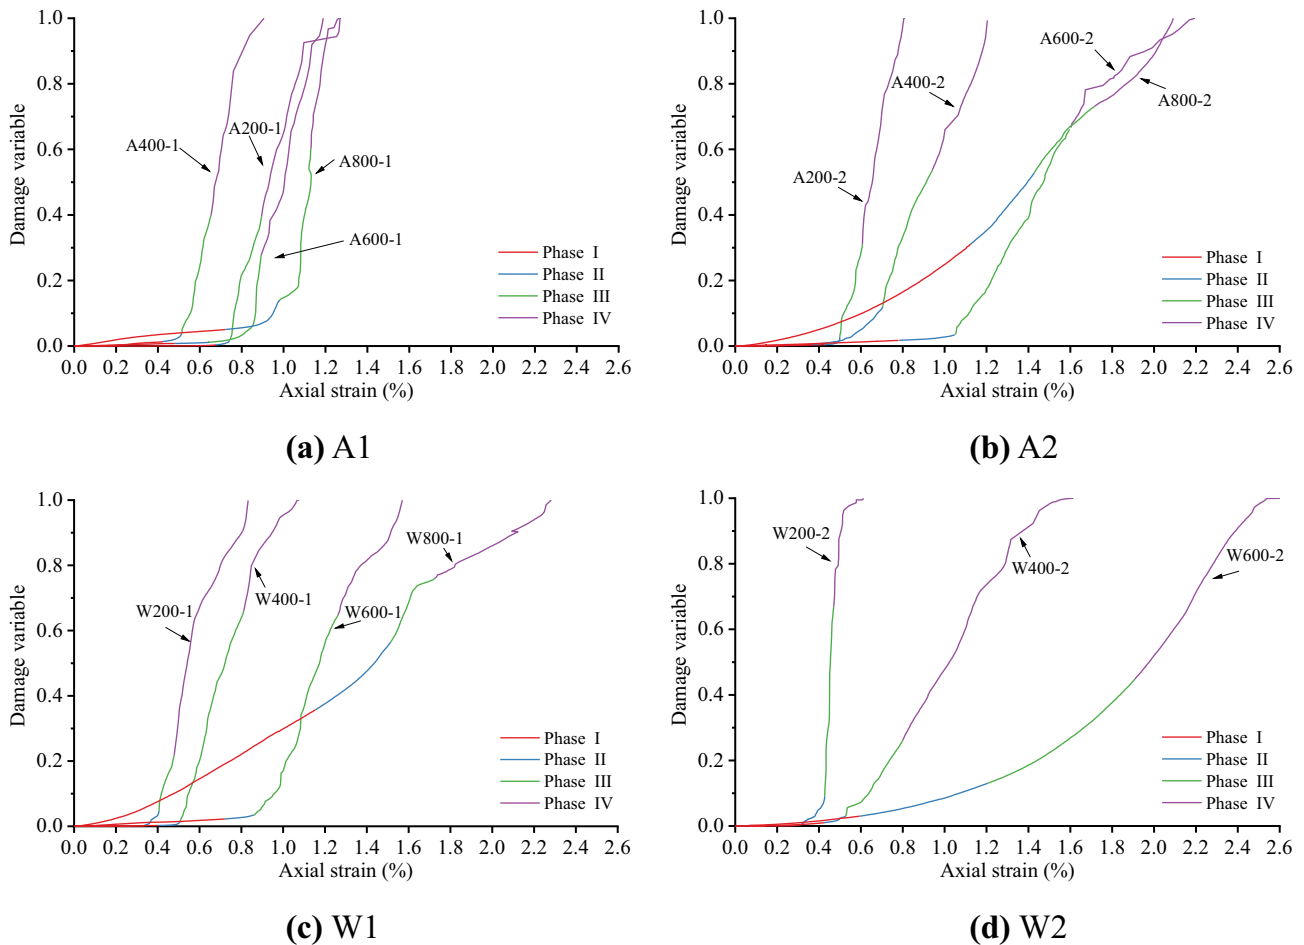 1.0
0.8
0.6
0.4
0.2
0.0
Damage variable
0.0 0.2 0.4 0.6 0.8 1.0 1.2 1.4 1.6 1.8 2.0 2.2 2.4 2.6
Axial strain (%)
A400-1
A200-1
A800-1
A600-1
Phase I
Phase II
Phase III
Phase IV
(a) A1
1.0
0.8
0.6
0.4
0.2
0.0
Damage variable
0.0 0.2 0.4 0.6 0.8 1.0 1.2 1.4 1.6 1.8 2.0 2.2 2.4 2.6
Axial strain (%)
A600-2
A400-2
A800-2
A200-2
Phase I
Phase II
Phase III
Phase IV
(b) A2
1.0
0.8
0.6
0.4
0.2
0.0
Damage variable
0.0 0.2 0.4 0.6 0.8 1.0 1.2 1.4 1.6 1.8 2.0 2.2 2.4 2.6
Axial strain (%)
W800-1
W400-1
W200-1
W600-1
Phase I
Phase II
Phase III
Phase IV
(c) W1
1.0
0.8
0.6
0.4
0.2
0.0
Damage variable
0.0 0.2 0.4 0.6 0.8 1.0 1.2 1.4 1.6 1.8 2.0 2.2 2.4 2.6
Axial strain (%)
W200-2
W400-2
W600-2
Phase I
Phase II
Phase III
Phase IV
(d) W2